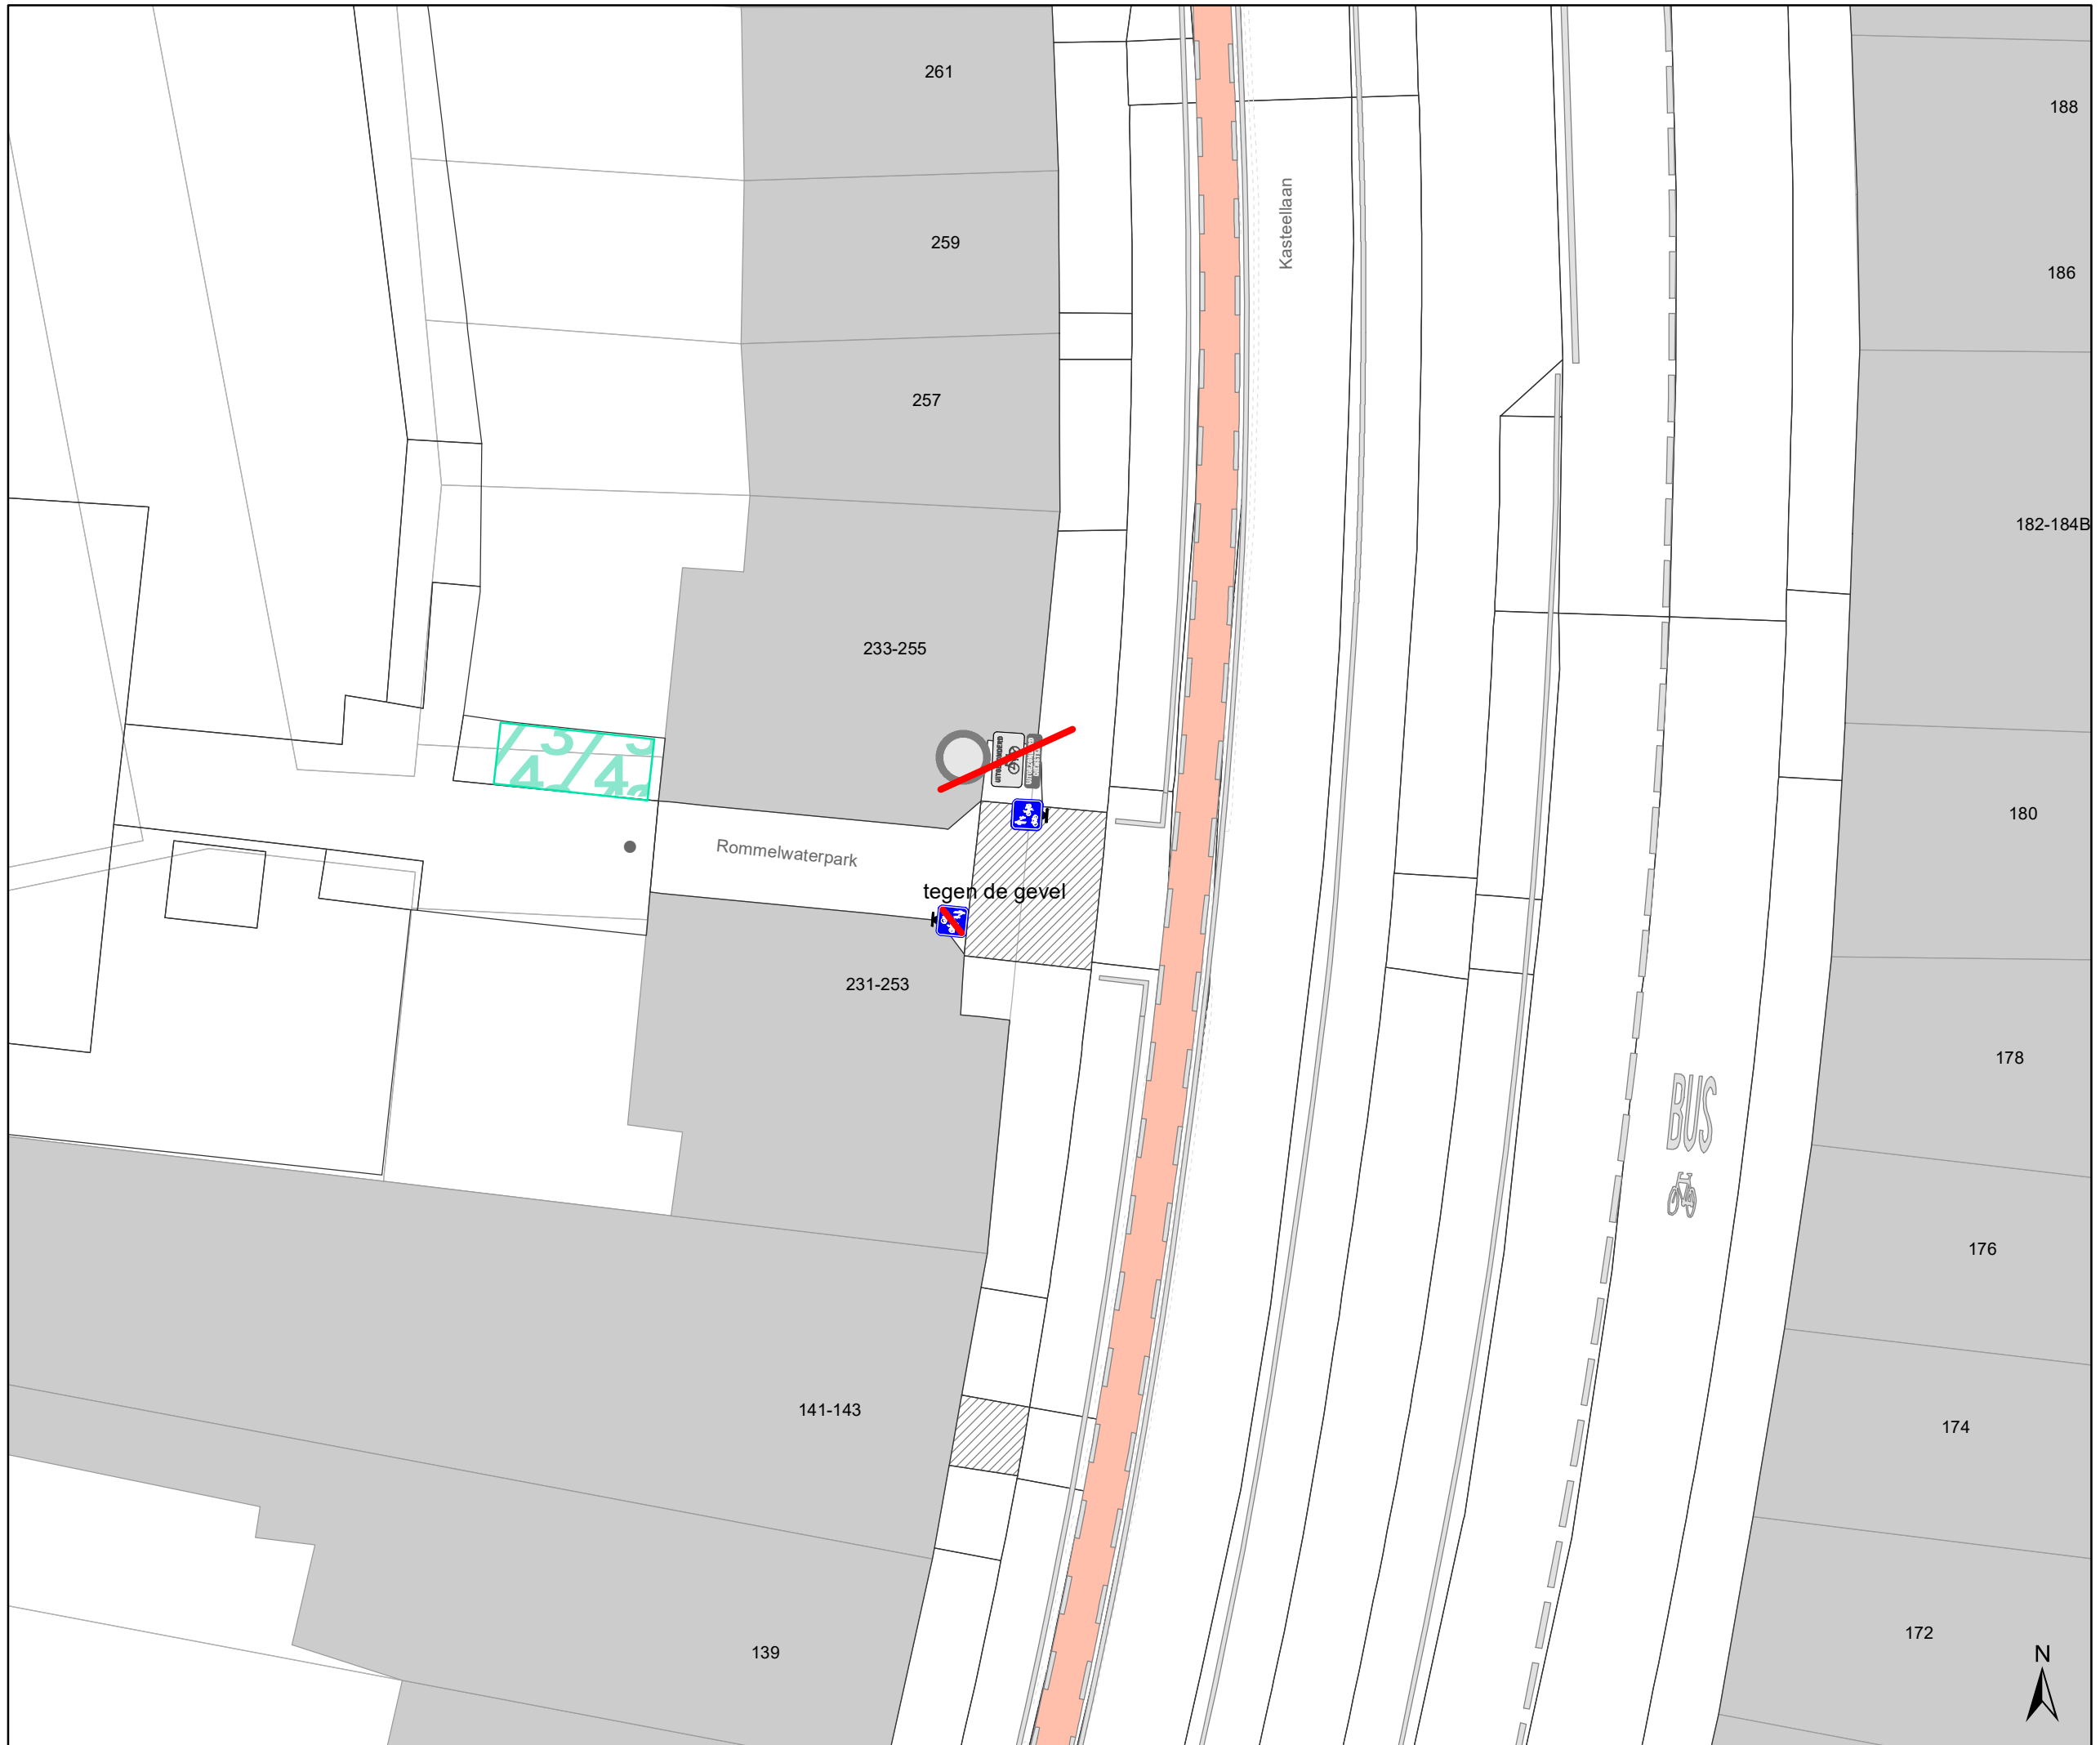 261
188
259
Kasteellaan
186
257
182-184B
233-255
UITGEZONDERD
180
Rommelwaterpark
tegen de gevel
231-253
178
BUS
176
141-143
174
172
139
N